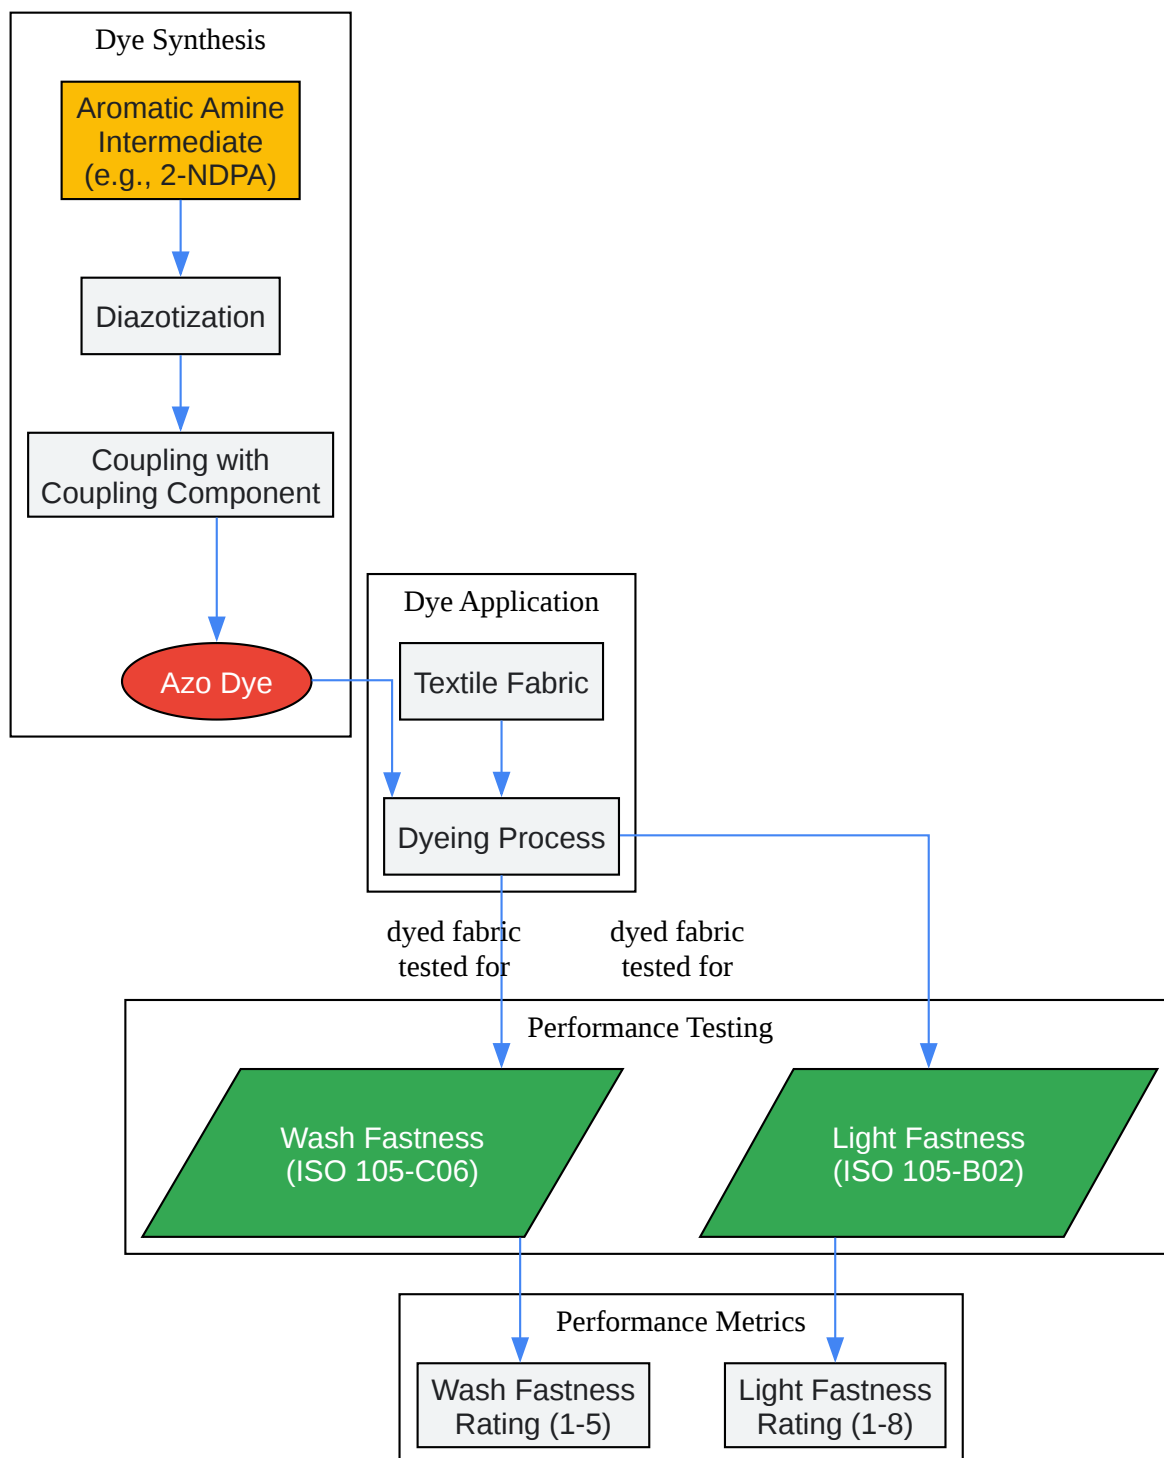 Dye Synthesis
Aromatic Amine
Intermediate
(e.g., 2-NDPA)
Diazotization
Coupling with
Coupling Component
Azo Dye
Dye Application
Textile Fabric
Dyeing Process
dyed fabric
tested for
dyed fabric
tested for
Performance Testing
Wash Fastness
(ISO 105-C06)
Light Fastness
(ISO 105-B02)
Performance Metrics
Wash Fastness
Rating (1-5)
Light Fastness
Rating (1-8)